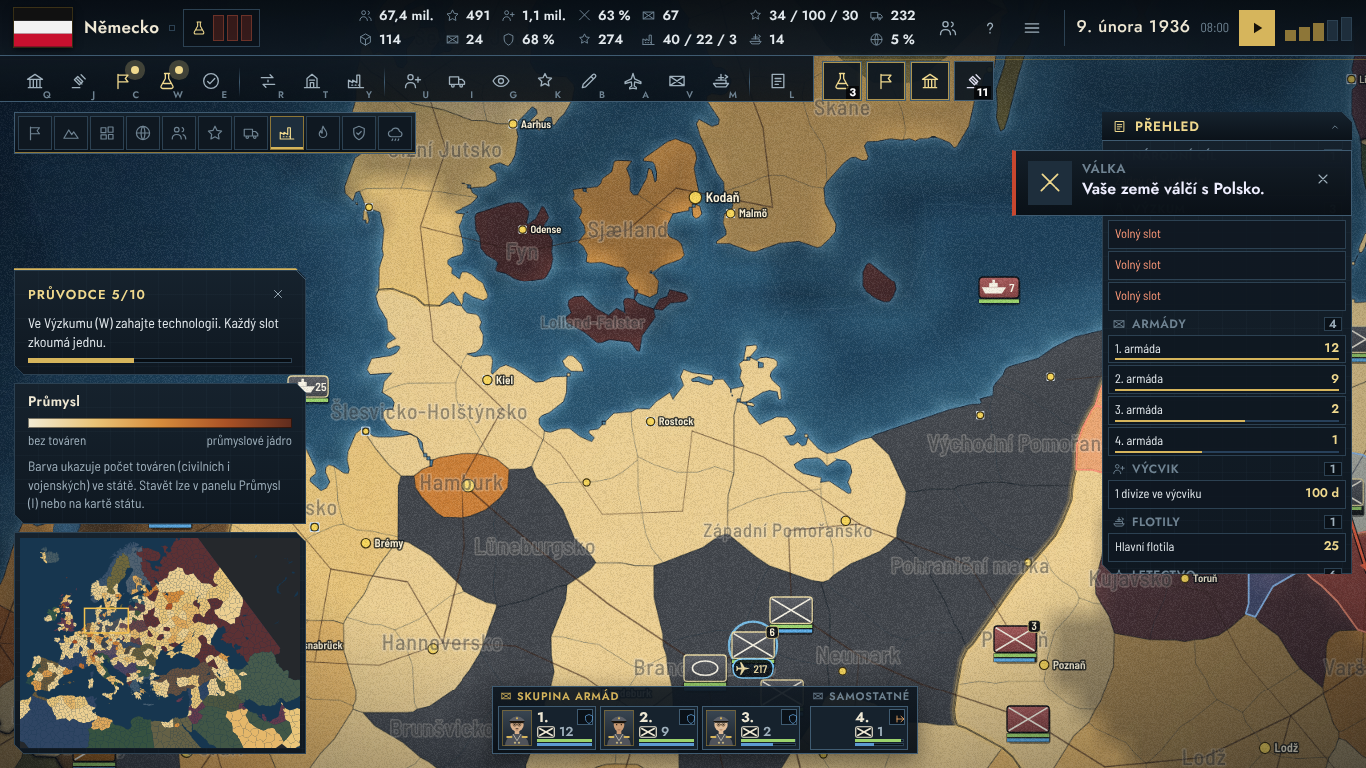 Německo
67,4 mil.
491
1,1 mil.
63 %
67
34 / 100 / 30
232
114
24
68 %
274
40 / 22 / 3
14
5 %
?
9. února 1936
08:00
Q
J
C
W
E
R
T
Y
U
I
G
K
B
A
V
M
L
3
11
PŘEHLED
VÁLKA
Vaše země válčí s Polsko.
Volný slot
Volný slot
Volný slot
ARMÁDY
4
1. armáda
12
2. armáda
9
3. armáda
2
4. armáda
1
VÝCVIK
1
1 divize ve výcviku
100 d
FLOTILY
1
Hlavní flotila
25
PRŮVODCE 5/10
Ve Výzkumu (W) zahajte technologii. Každý slot
zkoumá jednu.
Průmysl
bez továren
průmyslové jádro
Barva ukazuje počet továren (civilních i
vojenských) ve státě. Stavět lze v panelu Průmysl
(I) nebo na kartě státu.
Skåne
Aarhus
Kodaň
Malmö
Odense
Sjælland
Fyn
Lolland-Falster
7
25
Kiel
Šlesvicko-Holštýnsko
Rostock
Hamburk
Brémy
Lüneburgsko
Západní Pomořansko
Pohraniční marka
Kujavsko
Toruň
Hannoversko
Neumark
6
217
3
Poznaň
Lodž
Lodž
SKUPINA ARMÁD
SAMOSTATNÉ
1.
12
2.
9
3.
2
4.
1